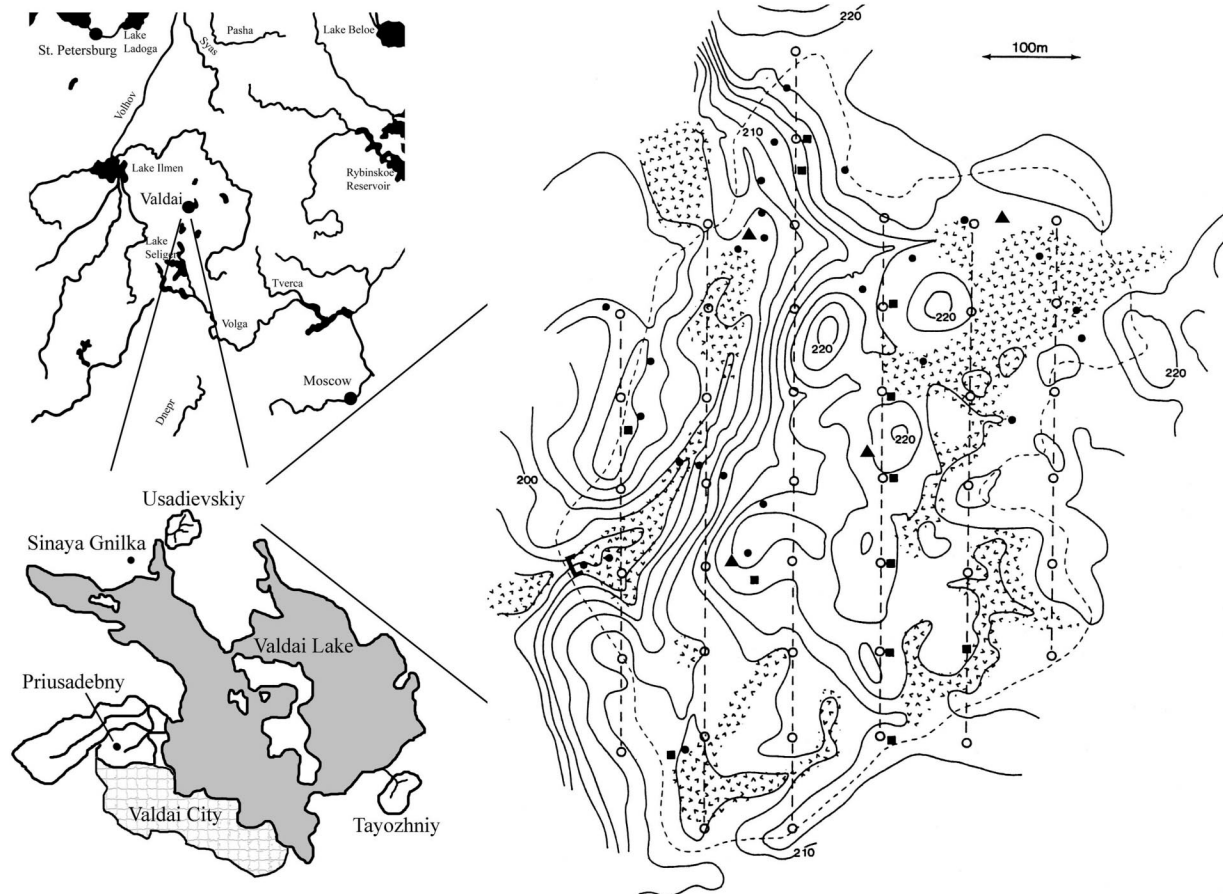 St. Petersburg
Lake
Ladoga
Pasha
Syas
Lake Beloe
Volhov
Lake Ilmen
Rybinskoe
Reservoir
Valdai
Lake
Seliger
Tverca
Volga
Moscow
Dnepr
Usadievskiy
Sinaya Gnilka
Valdai Lake
Priusadebny
Valdai City
Tayozhniy
220
100m
210
220
220
220
220
200
210